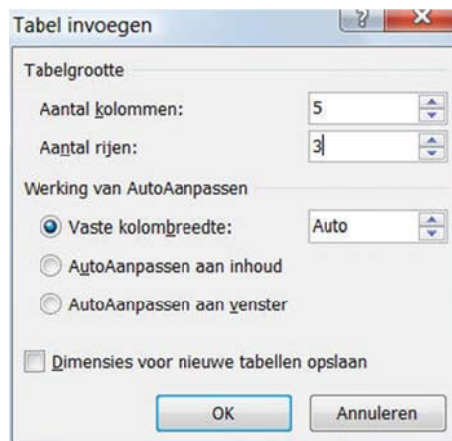 Tabel invoegen
Tabelgrootte
Aantal kolommen: 5
Aantal rijen: 3
Werking van AutoAanpassen
Vaste kolombreedte: Auto
AutoAanpassen aan inhoud
AutoAanpassen aan venster
Dimensies voor nieuwe tabellen opslaan
OK Annuleren